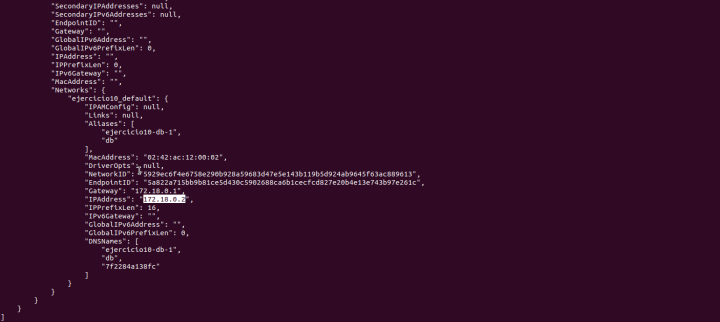 "SecondaryIPAddresses": null,
"SecondaryIPv6Addresses": null,
"EndpointID": "",
"Gateway": "",
"GlobalIPv6Address": "",
"GlobalIPv6PrefixLen": 0,
"IPAddress": "",
"IPPrefixLen": 0,
"IPv6Gateway": "",
"MacAddress": "",
"Networks": {
"ejercicio10_default": {
"IPAMConfig": null,
"Links": null,
"Aliases": [
"ejercicio10-db-1",
"db"
],
"MacAddress": "02:42:ac:12:00:02",
"DriverOpts": null,
"NetworkID": "5929ec6f4e6758e290b928a59683d47e5e143b119b5d924ab9645f63ac889613",
"EndpointID": "5a822a715bb9b81ce5d430c5902688ca6b1cecfcd827e20b4e13e743b97e261c",
"Gateway": "172.18.0.1",
"IPAddress": "172.18.0.2",
"IPPrefixLen": 16,
"IPv6Gateway": "",
"GlobalIPv6Address": "",
"GlobalIPv6PrefixLen": 0,
"DNSNames": [
"ejercicio10-db-1",
"db",
"7f2284a138fc"
]
}
}
}
}
]